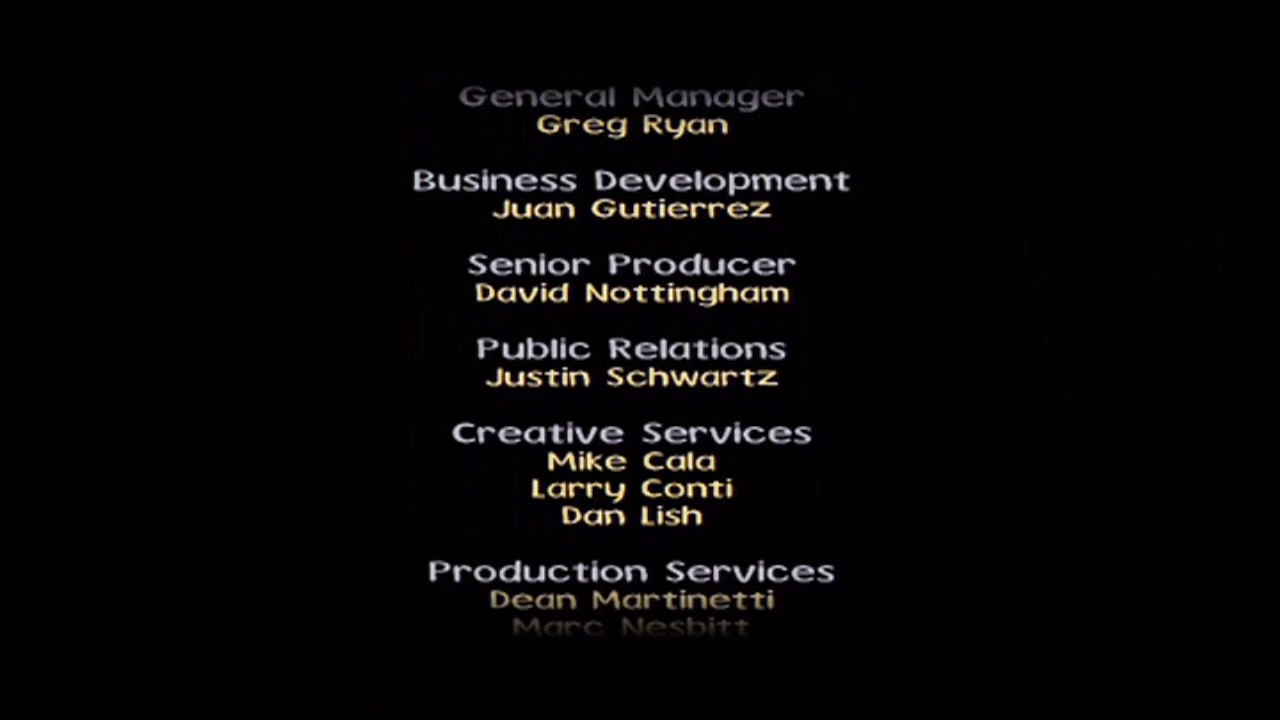 General Manager
Greg Ryan
Business Development
Juan Gutierrez
Senior Producer
David Nottingham
Public Relations
Justin Schwartz
Creative Services
Mike Cala
Larry Conti
Dan Lish
Production Services
Dean Martinetti
Marc Nesbitt